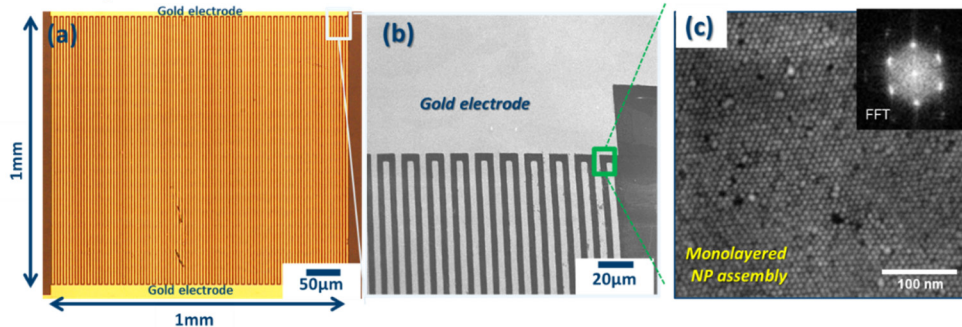 Gold electrode
(a)
1mm
50µm
Gold electrode
1mm
(b)
Gold electrode
20µm
(c)
FFT
Monolayered
NP assembly
100 nm